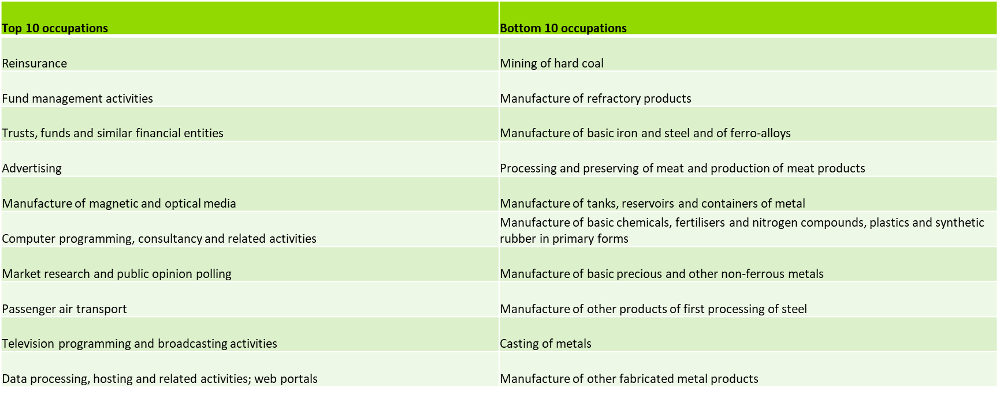 Top 10 occupations
Bottom 10 occupations
Reinsurance
Mining of hard coal
Fund management activities
Manufacture of refractory products
Trusts, funds and similar financial entities
Manufacture of basic iron and steel and of ferro-alloys
Advertising
Processing and preserving of meat and production of meat products
Manufacture of magnetic and optical media
Manufacture of tanks, reservoirs and containers of metal
Computer programming, consultancy and related activities
Manufacture of basic chemicals, fertilisers and nitrogen compounds, plastics and synthetic
rubber in primary forms
Market research and public opinion polling
Manufacture of basic precious and other non-ferrous metals
Passenger air transport
Manufacture of other products of first processing of steel
Television programming and broadcasting activities
Casting of metals
Data processing, hosting and related activities; web portals
Manufacture of other fabricated metal products